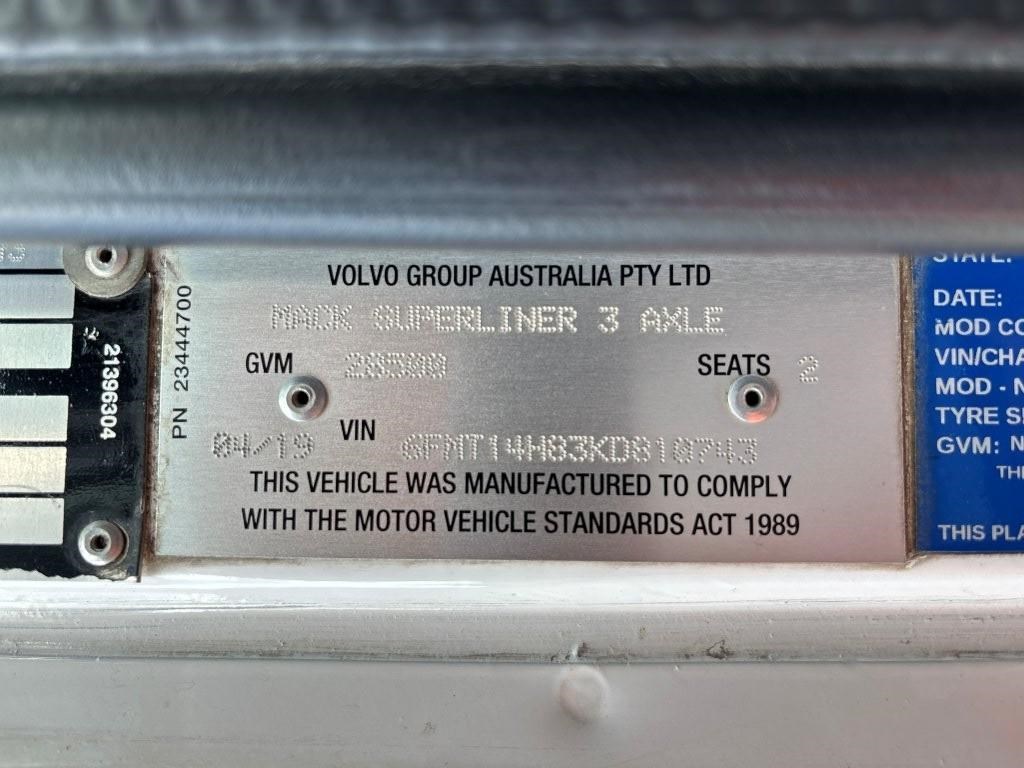 21396304
PN 23444700
VOLVO GROUP AUSTRALIA PTY LTD
MACK SUPERLINER 3 AXLE
GVM 28500 SEATS 2
04/19 VIN 6FMT14H83KD810743
THIS VEHICLE WAS MANUFACTURED TO COMPLY
WITH THE MOTOR VEHICLE STANDARDS ACT 1989
STATE:
DATE:
MOD CO
VIN/CHA
MOD - N
TYRE SI
GVM: N
THI
THIS PLA